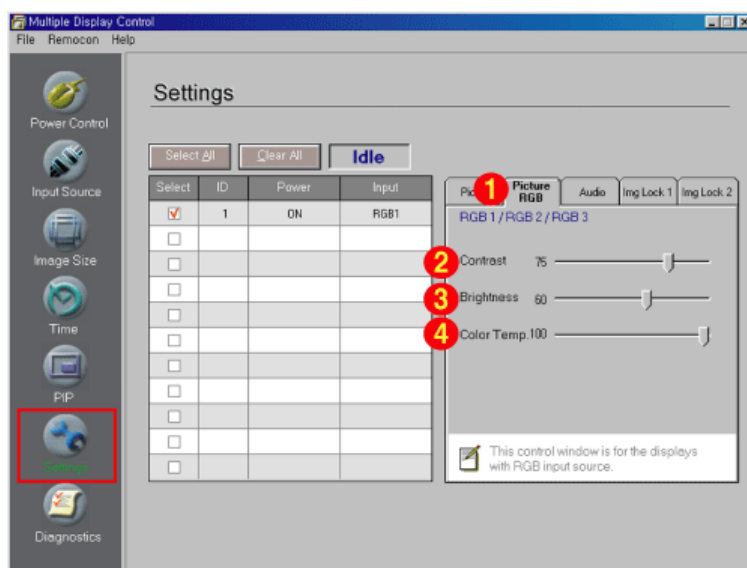 Multiple Display Control
File Remocon Help
Power Control
Input Source
Image Size
Time
PIP
Settings
Diagnostics
Settings
Select All Clear All Idle
Select ID Power Input
1 ON RGB1
1 Picture RGB Audio Img Lock 1 Img Lock 2
RGB 1 / RGB 2 / RGB 3
2 Contrast 75
3 Brightness 60
4 Color Temp. 100
This control window is for the displays
with RGB input source.